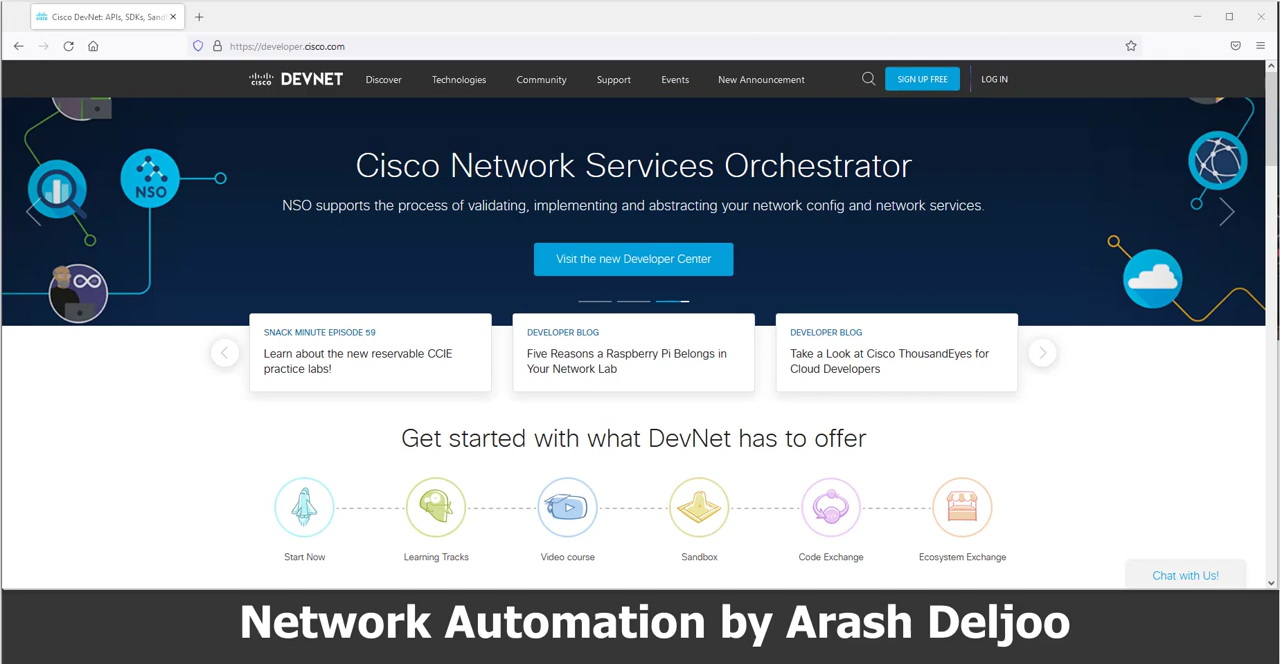 Cisco DevNet: APIs, SDKs, Sand
https://developer.cisco.com
CISCO DEVNET
Discover
Technologies
Community
Support
Events
New Announcement
SIGN UP FREE
LOG IN
NSO
Cisco Network Services Orchestrator
NSO supports the process of validating, implementing and abstracting your network config and network services.
Visit the new Developer Center
SNACK MINUTE EPISODE 59
Learn about the new reservable CCIE
practice labs!
DEVELOPER BLOG
Five Reasons a Raspberry Pi Belongs in
Your Network Lab
DEVELOPER BLOG
Take a Look at Cisco ThousandEyes for
Cloud Developers
Get started with what DevNet has to offer
Start Now
Learning Tracks
Video course
Sandbox
Code Exchange
Ecosystem Exchange
Chat with Us!
Network Automation by Arash Deljoo